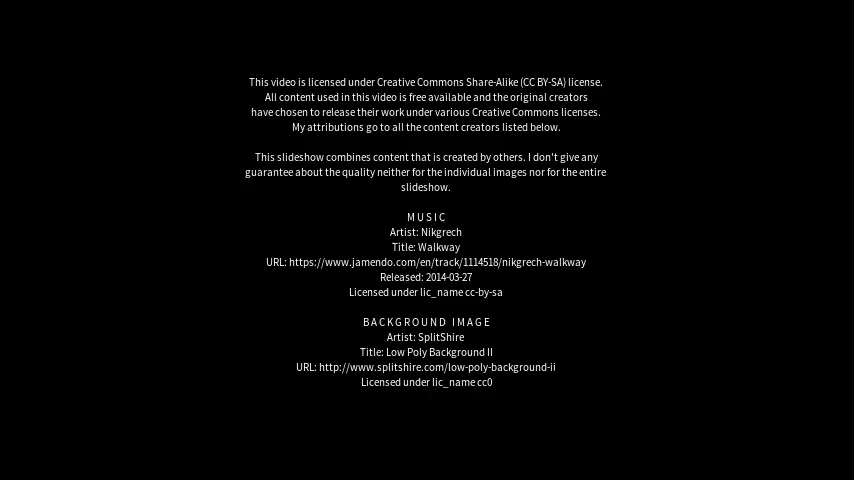 This video is licensed under Creative Commons Share-Alike (CC BY-SA) license.
All content used in this video is free available and the original creators
have chosen to release their work under various Creative Commons licenses.
My attributions go to all the content creators listed below.
This slideshow combines content that is created by others. I don't give any
guarantee about the quality neither for the individual images nor for the entire
slideshow.
MUSIC
Artist: Nikgrech
Title: Walkway
URL: https://www.jamendo.com/en/track/1114518/nikgrech-walkway
Released: 2014-03-27
Licensed under lic_name cc-by-sa
BACKGROUND IMAGE
Artist: SplitShire
Title: Low Poly Background II
URL: http://www.splitshire.com/low-poly-background-ii
Licensed under lic_name cc0